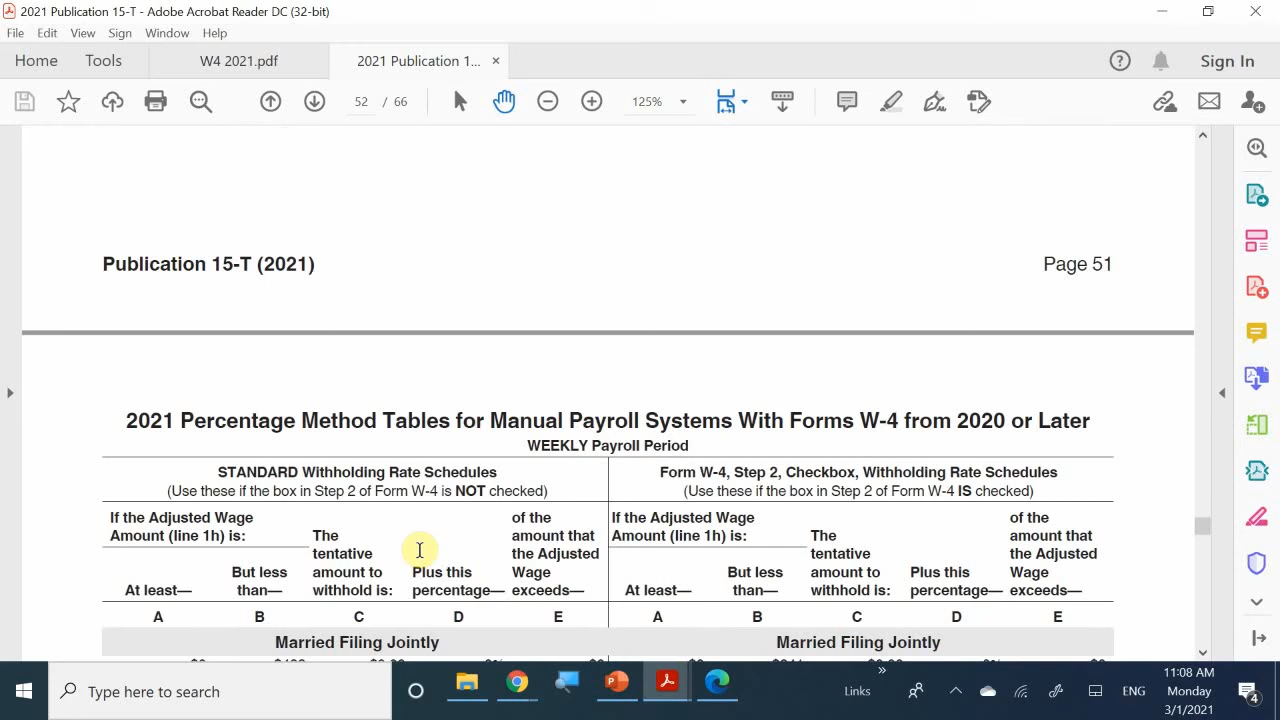 2021 Publication 15-T - Adobe Acrobat Reader DC (32-bit)
File Edit View Sign Window Help
Home Tools W4 2021.pdf 2021 Publication 1... × Sign In
52 / 66 125%
Publication 15-T (2021) Page 51
2021 Percentage Method Tables for Manual Payroll Systems With Forms W-4 from 2020 or Later
WEEKLY Payroll Period
STANDARD Withholding Rate Schedules
(Use these if the box in Step 2 of Form W-4 is NOT checked)
If the Adjusted Wage
Amount (line 1h) is:
At least—
But less
than—
The
tentative
amount to
withhold is:
Plus this
percentage—
of the
amount that
the Adjusted
Wage
exceeds—
A B C D E
Married Filing Jointly
Form W-4, Step 2, Checkbox, Withholding Rate Schedules
(Use these if the box in Step 2 of Form W-4 IS checked)
If the Adjusted Wage
Amount (line 1h) is:
At least—
But less
than—
The
tentative
amount to
withhold is:
Plus this
percentage—
of the
amount that
the Adjusted
Wage
exceeds—
A B C D E
Married Filing Jointly
Type here to search
Links » ENG
11:08 AM
Monday
3/1/2021
4